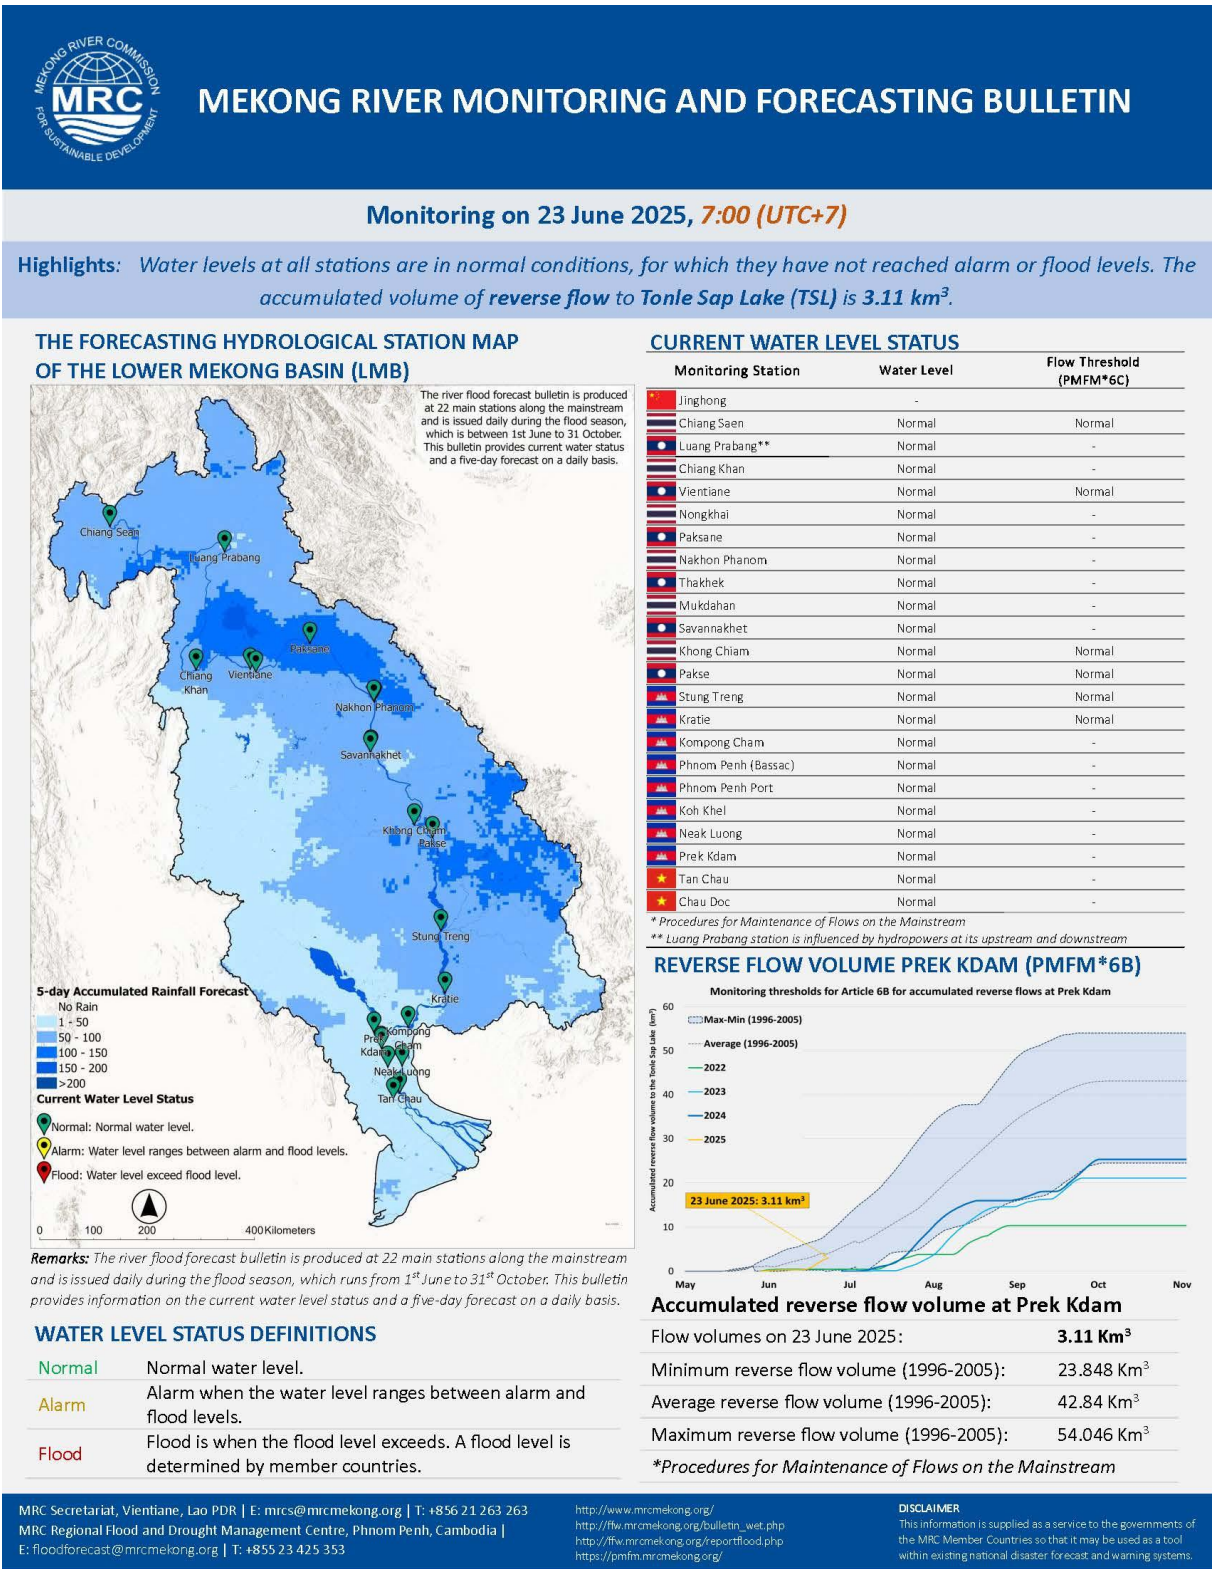 MEKONG RIVER COMMISSION
MRC
FOR SUSTAINABLE DEVELOPMENT
MEKONG RIVER MONITORING AND FORECASTING BULLETIN
Monitoring on 23 June 2025, 7:00 (UTC+7)
Highlights: Water levels at all stations are in normal conditions, for which they have not reached alarm or flood levels. The
accumulated volume of reverse flow to Tonle Sap Lake (TSL) is 3.11 km³.
THE FORECASTING HYDROLOGICAL STATION MAP
OF THE LOWER MEKONG BASIN (LMB)
The river flood forecast bulletin is produced
at 22 main stations along the mainstream
and is issued daily during the flood season,
which is between 1st June to 31 October.
This bulletin provides current water status
and a five-day forecast on a daily basis.
Chiang Sean
Luang Prabang
Paksane
Chiang
Khan
Vientiane
Nakhon Phanom
Savannakhet
Khong Chiam
Pakse
Stung Treng
Kratie
Kompong
Cham
Prek
Kdam
Neak Luong
Tan Chau
5-day Accumulated Rainfall Forecast
No Rain
1 - 50
50 - 100
100 - 150
150 - 200
>200
Current Water Level Status
Normal: Normal water level.
Alarm: Water level ranges between alarm and flood levels.
Flood: Water level exceed flood level.
0 100 200 400 Kilometers
Remarks: The river flood forecast bulletin is produced at 22 main stations along the mainstream
and is issued daily during the flood season, which runs from 1st June to 31st October. This bulletin
provides information on the current water level status and a five-day forecast on a daily basis.
WATER LEVEL STATUS DEFINITIONS
Normal Normal water level.
Alarm Alarm when the water level ranges between alarm and
flood levels.
Flood Flood is when the flood level exceeds. A flood level is
determined by member countries.
CURRENT WATER LEVEL STATUS
Monitoring Station Water Level Flow Threshold
(PMFM*6C)
Jinghong -
Chiang Saen Normal Normal
Luang Prabang** Normal -
Chiang Khan Normal -
Vientiane Normal Normal
Nongkhai Normal -
Paksane Normal -
Nakhon Phanom Normal -
Thakhek Normal -
Mukdahan Normal -
Savannakhet Normal -
Khong Chiam Normal Normal
Pakse Normal Normal
Stung Treng Normal Normal
Kratie Normal Normal
Kompong Cham Normal -
Phnom Penh (Bassac) Normal -
Phnom Penh Port Normal -
Koh Khel Normal -
Neak Luong Normal -
Prek Kdam Normal -
Tan Chau Normal -
Chau Doc Normal -
* Procedures for Maintenance of Flows on the Mainstream
** Luang Prabang station is influenced by hydropowers at its upstream and downstream
REVERSE FLOW VOLUME PREK KDAM (PMFM*6B)
Monitoring thresholds for Article 6B for accumulated reverse flows at Prek Kdam
Accumulated reverse flow volume to the Tonle Sap Lake (km³)
60
50
40
30
20
10
0
Max-Min (1996-2005)
Average (1996-2005)
2022
2023
2024
2025
23 June 2025: 3.11 km³
May Jun Jul Aug Sep Oct Nov
Accumulated reverse flow volume at Prek Kdam
Flow volumes on 23 June 2025: 3.11 Km³
Minimum reverse flow volume (1996-2005): 23.848 Km³
Average reverse flow volume (1996-2005): 42.84 Km³
Maximum reverse flow volume (1996-2005): 54.046 Km³
*Procedures for Maintenance of Flows on the Mainstream
MRC Secretariat, Vientiane, Lao PDR | E: mrcs@mrcmekong.org | T: +856 21 263 263
MRC Regional Flood and Drought Management Centre, Phnom Penh, Cambodia |
E: floodforecast@mrcmekong.org | T: +855 23 425 353
http://www.mrcmekong.org/
http://ffw.mrcmekong.org/bulletin_wet.php
http://ffw.mrcmekong.org/reportflood.php
https://pmfm.mrcmekong.org/
DISCLAIMER
This information is supplied as a service to the governments of
the MRC Member Countries so that it may be used as a tool
within existing national disaster forecast and warning systems.